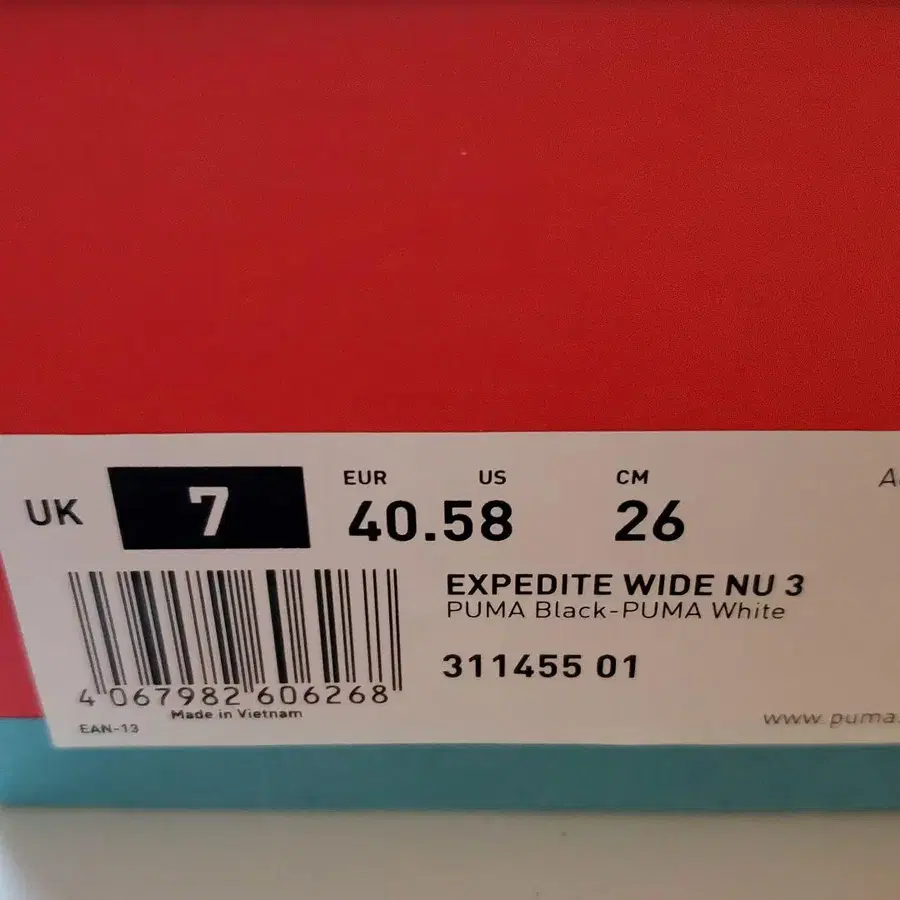 EUR US CM
UK 7 40.5 8 26
EXPEDITE WIDE NU 3
PUMA Black-PUMA White
311455 01
4 067982 606268
Made in Vietnam
EAN-13
www.puma.